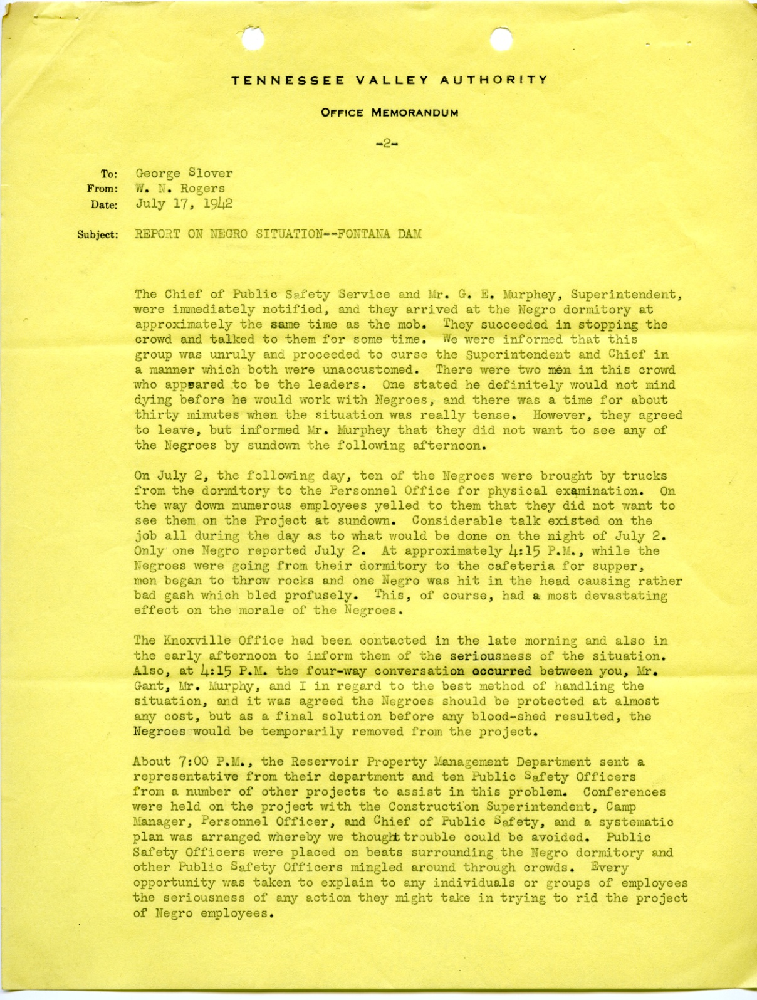 TENNESSEE VALLEY AUTHORITY
OFFICE MEMORANDUM
-2-
To: George Slover
From: W. N. Rogers
Date: July 17, 1942
Subject: REPORT ON NEGRO SITUATION--FONTANA DAM
The Chief of Public Safety Service and Mr. G. E. Murphey, Superintendent,
were immediately notified, and they arrived at the Negro dormitory at
approximately the same time as the mob. They succeeded in stopping the
crowd and talked to them for some time. We were informed that this
group was unruly and proceeded to curse the Superintendent and Chief in
a manner which both were unaccustomed. There were two men in this crowd
who appeared to be the leaders. One stated he definitely would not mind
dying before he would work with Negroes, and there was a time for about
thirty minutes when the situation was really tense. However, they agreed
to leave, but informed Mr. Murphey that they did not want to see any of
the Negroes by sundown the following afternoon.
On July 2, the following day, ten of the Negroes were brought by trucks
from the dormitory to the Personnel Office for physical examination. On
the way down numerous employees yelled to them that they did not want to
see them on the Project at sundown. Considerable talk existed on the
job all during the day as to what would be done on the night of July 2.
Only one Negro reported July 2. At approximately 4:15 P.M., while the
Negroes were going from their dormitory to the cafeteria for supper,
men began to throw rocks and one Negro was hit in the head causing rather
bad gash which bled profusely. This, of course, had a most devastating
effect on the morale of the Negroes.
The Knoxville Office had been contacted in the late morning and also in
the early afternoon to inform them of the seriousness of the situation.
Also, at 4:15 P.M. the four-way conversation occurred between you, Mr.
Gant, Mr. Murphy, and I in regard to the best method of handling the
situation, and it was agreed the Negroes should be protected at almost
any cost, but as a final solution before any blood-shed resulted, the
Negroes would be temporarily removed from the project.
About 7:00 P.M., the Reservoir Property Management Department sent a
representative from their department and ten Public Safety Officers
from a number of other projects to assist in this problem. Conferences
were held on the project with the Construction Superintendent, Camp
Manager, Personnel Officer, and Chief of Public Safety, and a systematic
plan was arranged whereby we thought trouble could be avoided. Public
Safety Officers were placed on beats surrounding the Negro dormitory and
other Public Safety Officers mingled around through crowds. Every
opportunity was taken to explain to any individuals or groups of employees
the seriousness of any action they might take in trying to rid the project
of Negro employees.